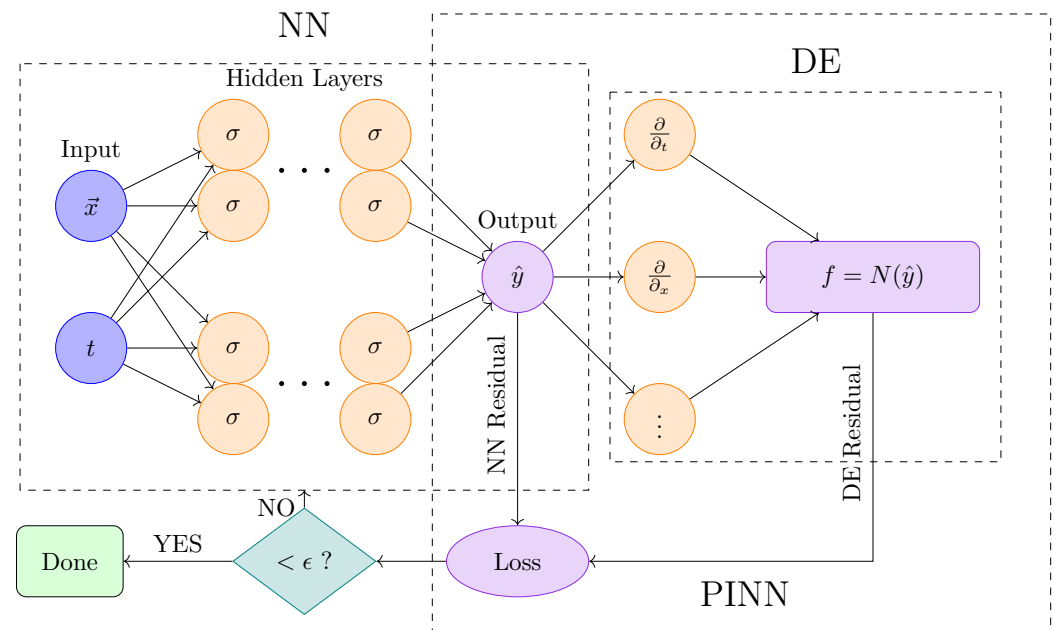 NN
DE
Hidden Layers
Input
Output
σ σ
σ σ
x⃗
t
σ σ
σ σ
. . .
. . .
ŷ
∂/∂t
∂/∂ₓ
⋮
f = N(ŷ)
NN Residual
DE Residual
NO
YES
Done
< ϵ ?
Loss
PINN